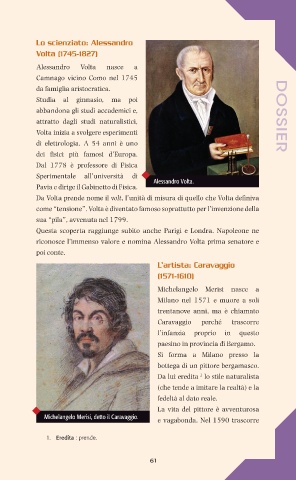 Lo scienziato: Alessandro
Volta (1745-1827)
Alessandro Volta nasce a
Camnago vicino Como nel 1745
da famiglia aristocratica.
Studia al ginnasio, ma poi
abbandona gli studi accademici e,
attratto dagli studi naturalistici,
Volta inizia a svolgere esperimenti
di elettrologia. A 54 anni è uno
dei fisici più famosi d'Europa.
Dal 1778 è professore di Fisica
Sperimentale all'università di
Pavia e dirige il Gabinetto di Fisica.
Alessandro Volta.
DOSSIER
Da Volta prende nome il volt, l'unità di misura di quello che Volta definiva
come "tensione". Volta è diventato famoso soprattutto per l'invenzione della
sua "pila", avvenuta nel 1799.
Questa scoperta raggiunge subito anche Parigi e Londra. Napoleone ne
riconosce l'immenso valore e nomina Alessandro Volta prima senatore e
poi conte.
L'artista: Caravaggio
(1571-1610)
Michelangelo Merisi nasce a
Milano nel 1571 e muore a soli
trentanove anni, ma è chiamato
Caravaggio perché trascorre
l'infanzia proprio in questo
paesino in provincia di Bergamo.
Si forma a Milano presso la
bottega di un pittore bergamasco.
Da lui eredita 1 lo stile naturalista
(che tende a imitare la realtà) e la
fedeltà al dato reale.
La vita del pittore è avventurosa
e vagabonda. Nel 1590 trascorre
Michelangelo Merisi, detto il Caravaggio.
1. Eredita : prende.
61